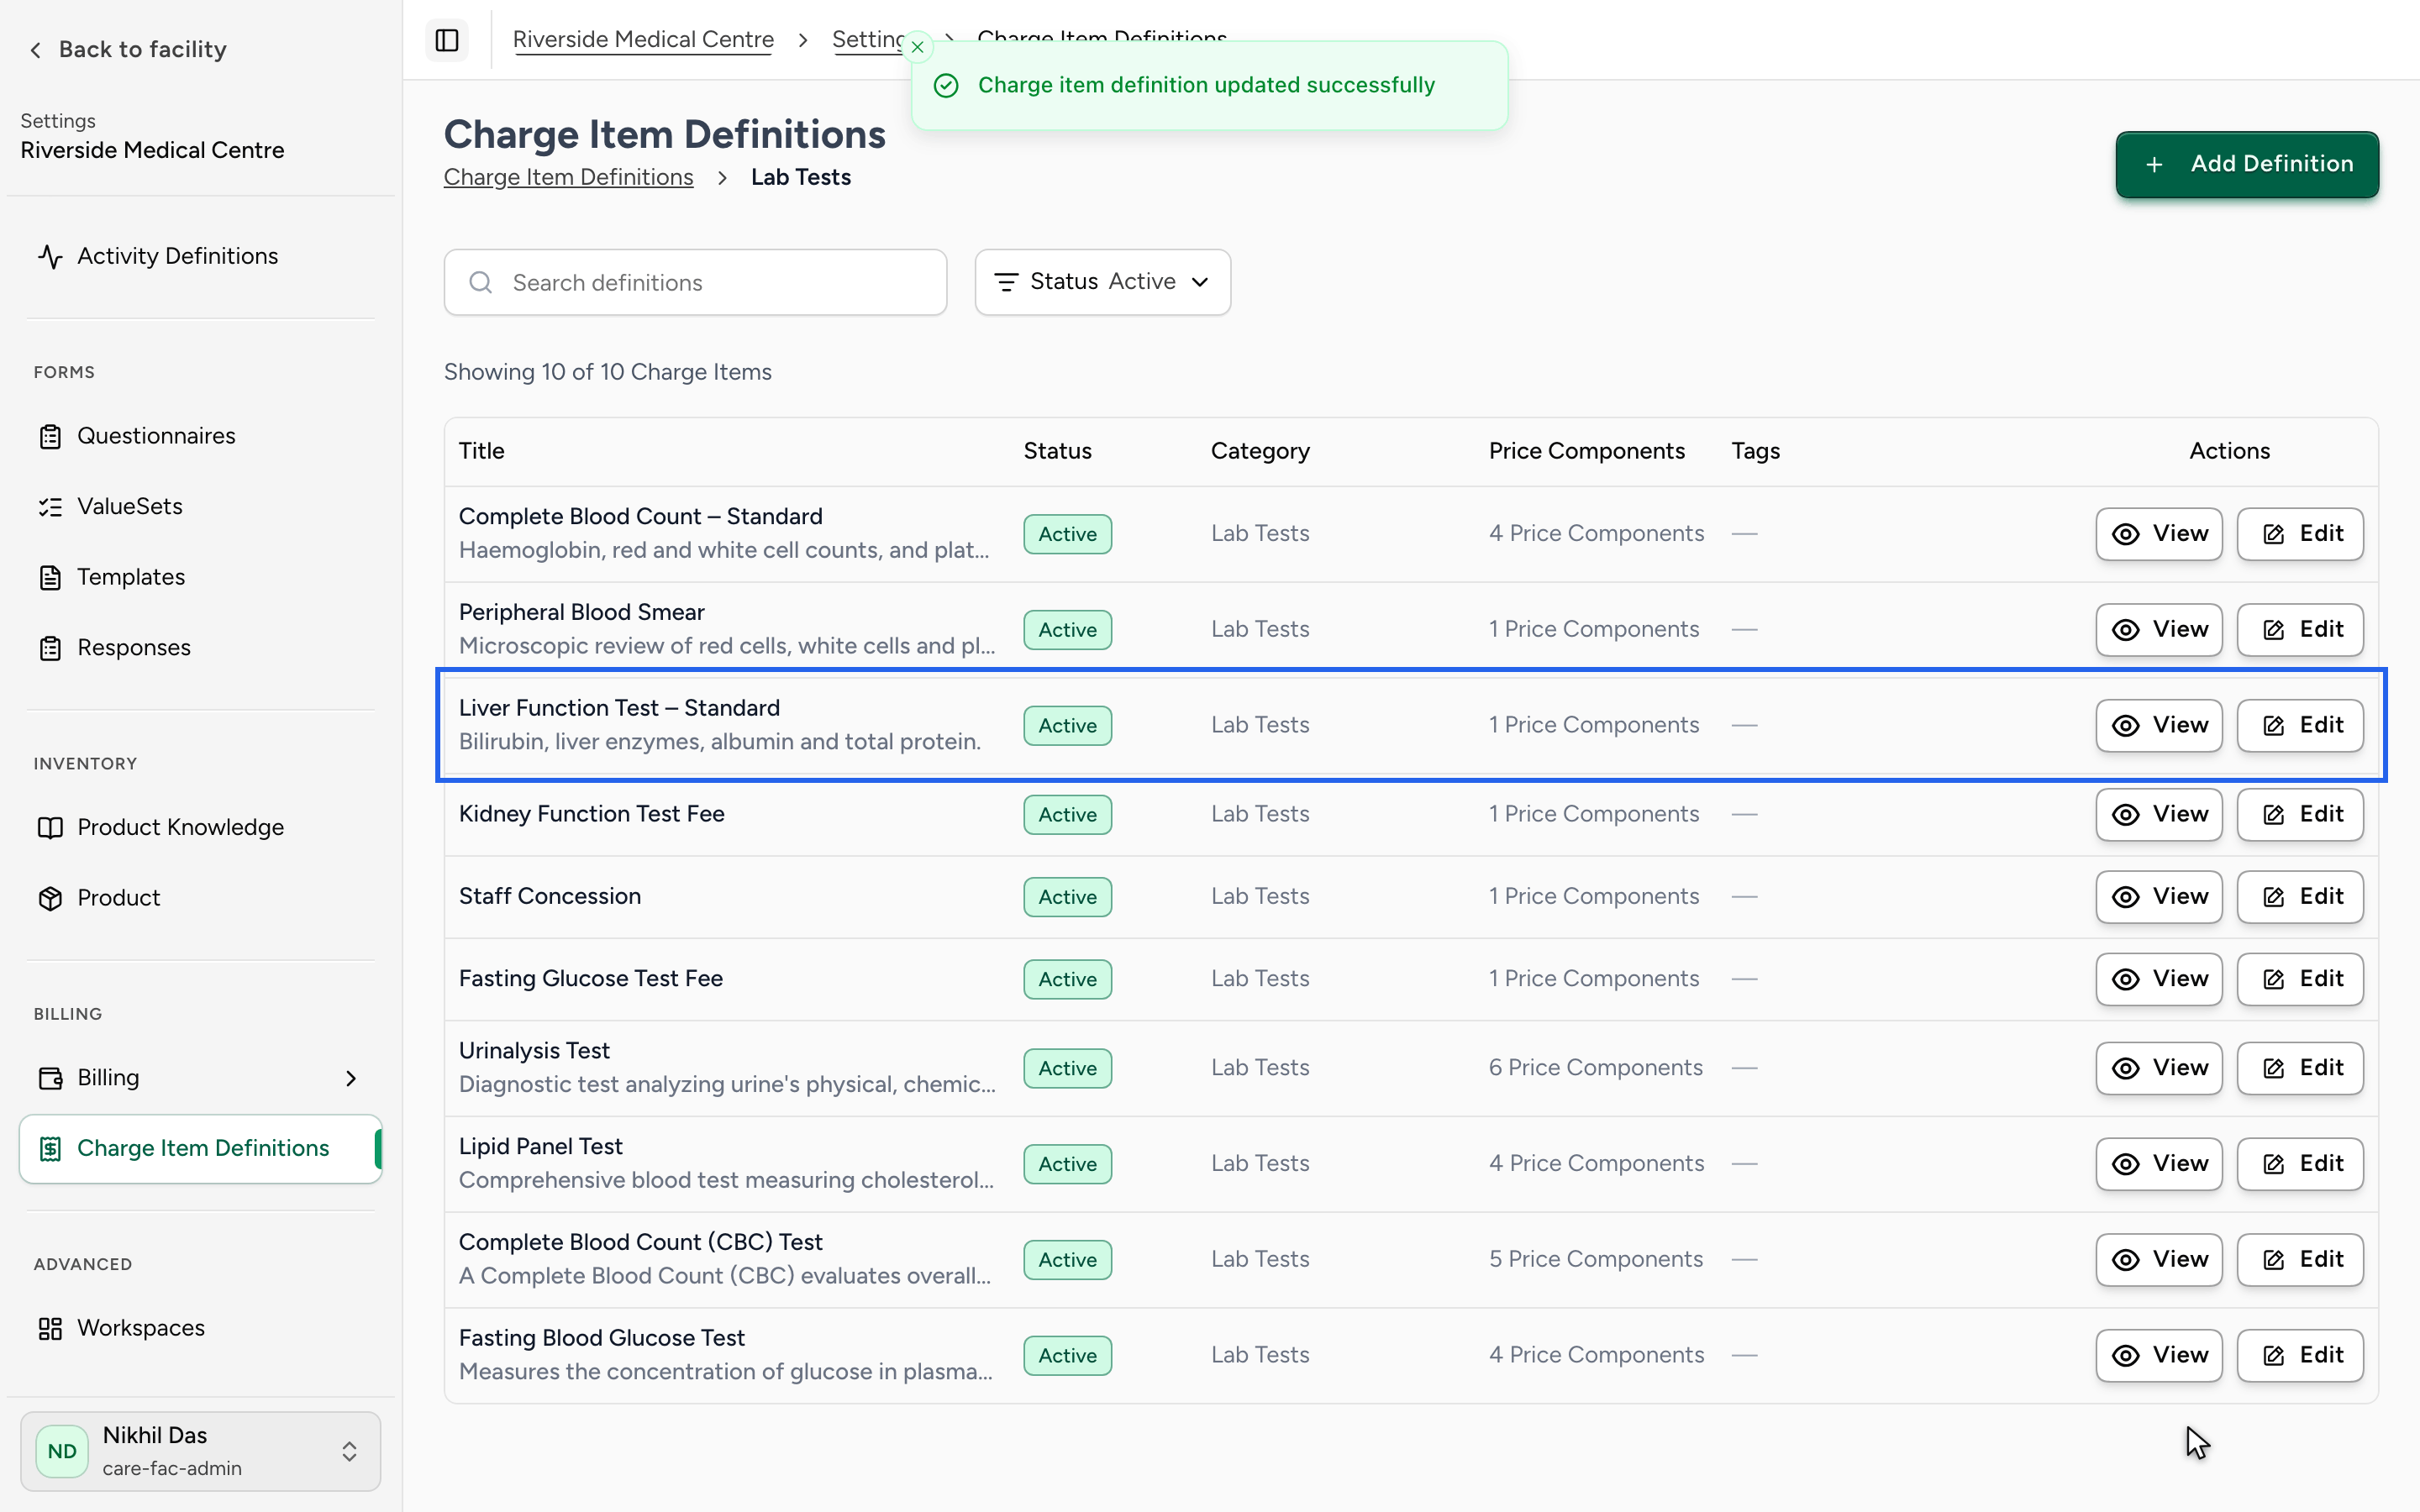 Back to facility
Settings
Riverside Medical Centre
Activity Definitions
FORMS
Questionnaires
ValueSets
Templates
Responses
INVENTORY
Product Knowledge
Product
BILLING
Billing
Charge Item Definitions
ADVANCED
Workspaces
ND
Nikhil Das
care-fac-admin
Riverside Medical Centre > Setting > Charge Item Definitions
Charge item definition updated successfully
Charge Item Definitions
Charge Item Definitions > Lab Tests
+ Add Definition
Search definitions
Status Active
Showing 10 of 10 Charge Items
Title Status Category Price Components Tags Actions
Complete Blood Count – Standard
Haemoglobin, red and white cell counts, and plat...
Active Lab Tests 4 Price Components — View Edit
Peripheral Blood Smear
Microscopic review of red cells, white cells and pl...
Active Lab Tests 1 Price Components — View Edit
Liver Function Test – Standard
Bilirubin, liver enzymes, albumin and total protein.
Active Lab Tests 1 Price Components — View Edit
Kidney Function Test Fee Active Lab Tests 1 Price Components — View Edit
Staff Concession Active Lab Tests 1 Price Components — View Edit
Fasting Glucose Test Fee Active Lab Tests 1 Price Components — View Edit
Urinalysis Test
Diagnostic test analyzing urine's physical, chemic...
Active Lab Tests 6 Price Components — View Edit
Lipid Panel Test
Comprehensive blood test measuring cholesterol...
Active Lab Tests 4 Price Components — View Edit
Complete Blood Count (CBC) Test
A Complete Blood Count (CBC) evaluates overall...
Active Lab Tests 5 Price Components — View Edit
Fasting Blood Glucose Test
Measures the concentration of glucose in plasma...
Active Lab Tests 4 Price Components — View Edit